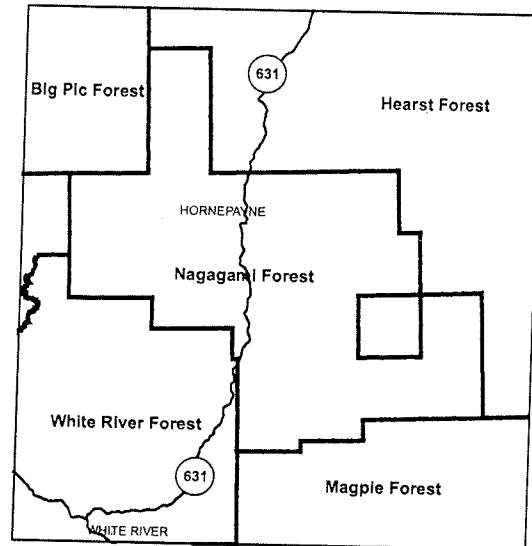 631
Big Pic Forest
Hearst Forest
HORNEPAYNE
Nagagami Forest
White River Forest
631
Magpie Forest
WHITE RIVER